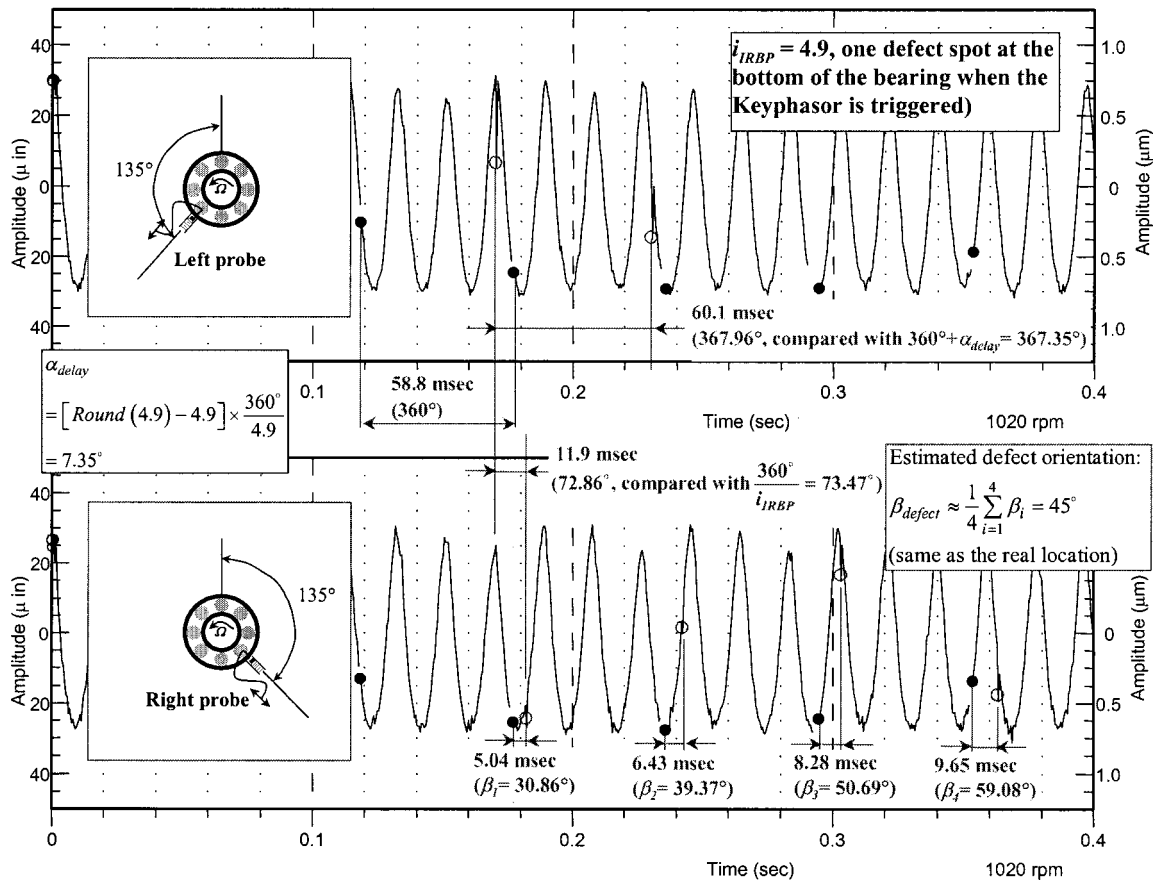 i_IRBP = 4.9, one defect spot at the
bottom of the bearing when the
Keyphasor is triggered)
Amplitude (μ in)
40
20
0
20
40
1.0
0.5
0
0.5
1.0
Amplitude (μm)
135°
Ω
Left probe
60.1 msec
(367.96°, compared with 360°+α_delay= 367.35°)
58.8 msec
(360°)
0.1
0.2
0.3
0.4
Time (sec)
1020 rpm
α_delay
= [Round (4.9) − 4.9] × 360° / 4.9
= 7.35°
11.9 msec
(72.86°, compared with 360° / i_IRBP = 73.47°)
Estimated defect orientation:
β_defect ≈ 1/4 ∑_{i=1}^{4} β_i = 45°
(same as the real location)
Amplitude (μ in)
40
20
0
20
40
0
0.5
1.0
Amplitude (μm)
135°
Ω
Right probe
5.04 msec
(β_1= 30.86°)
6.43 msec
(β_2= 39.37°)
8.28 msec
(β_3= 50.69°)
9.65 msec
(β_4= 59.08°)
0
0.1
0.2
0.3
0.4
Time (sec)
1020 rpm